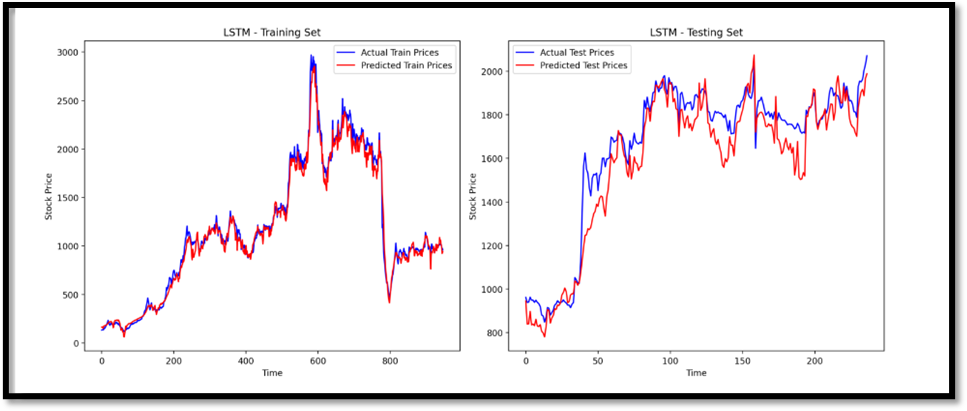 LSTM - Training Set
Actual Train Prices
Predicted Train Prices
3000
2500
2000
1500
1000
500
0
Stock Price
0 200 400 600 800
Time
LSTM - Testing Set
Actual Test Prices
Predicted Test Prices
2000
1800
1600
1400
1200
1000
800
Stock Price
0 50 100 150 200
Time